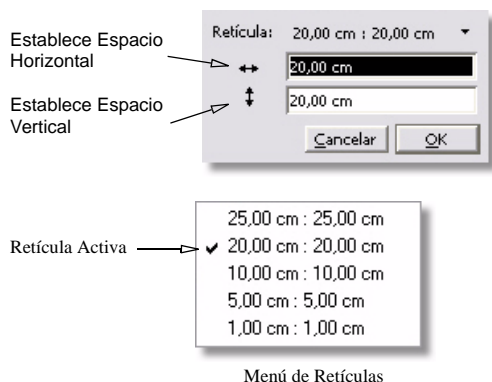 Retícula: 20,00 cm : 20,00 cm
Establece Espacio
Horizontal
20,00 cm
Establece Espacio
Vertical
20,00 cm
Cancelar OK
25,00 cm : 25,00 cm
Retícula Activa 20,00 cm : 20,00 cm
10,00 cm : 10,00 cm
5,00 cm : 5,00 cm
1,00 cm : 1,00 cm
Menú de Retículas